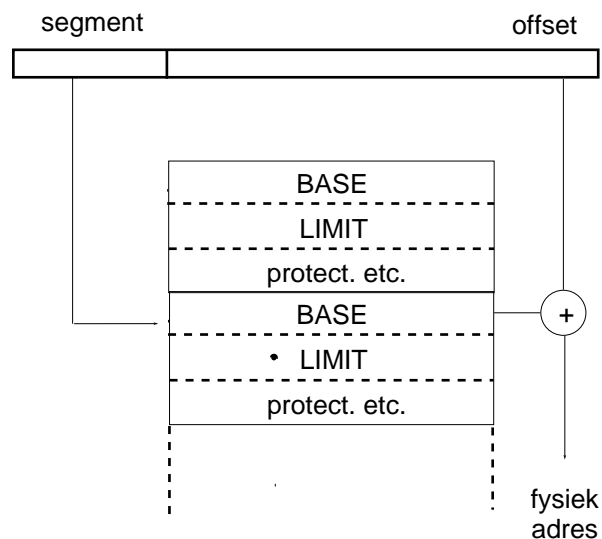 segment
offset
BASE
LIMIT
protect. etc.
BASE
LIMIT
protect. etc.
+
fysiek
adres